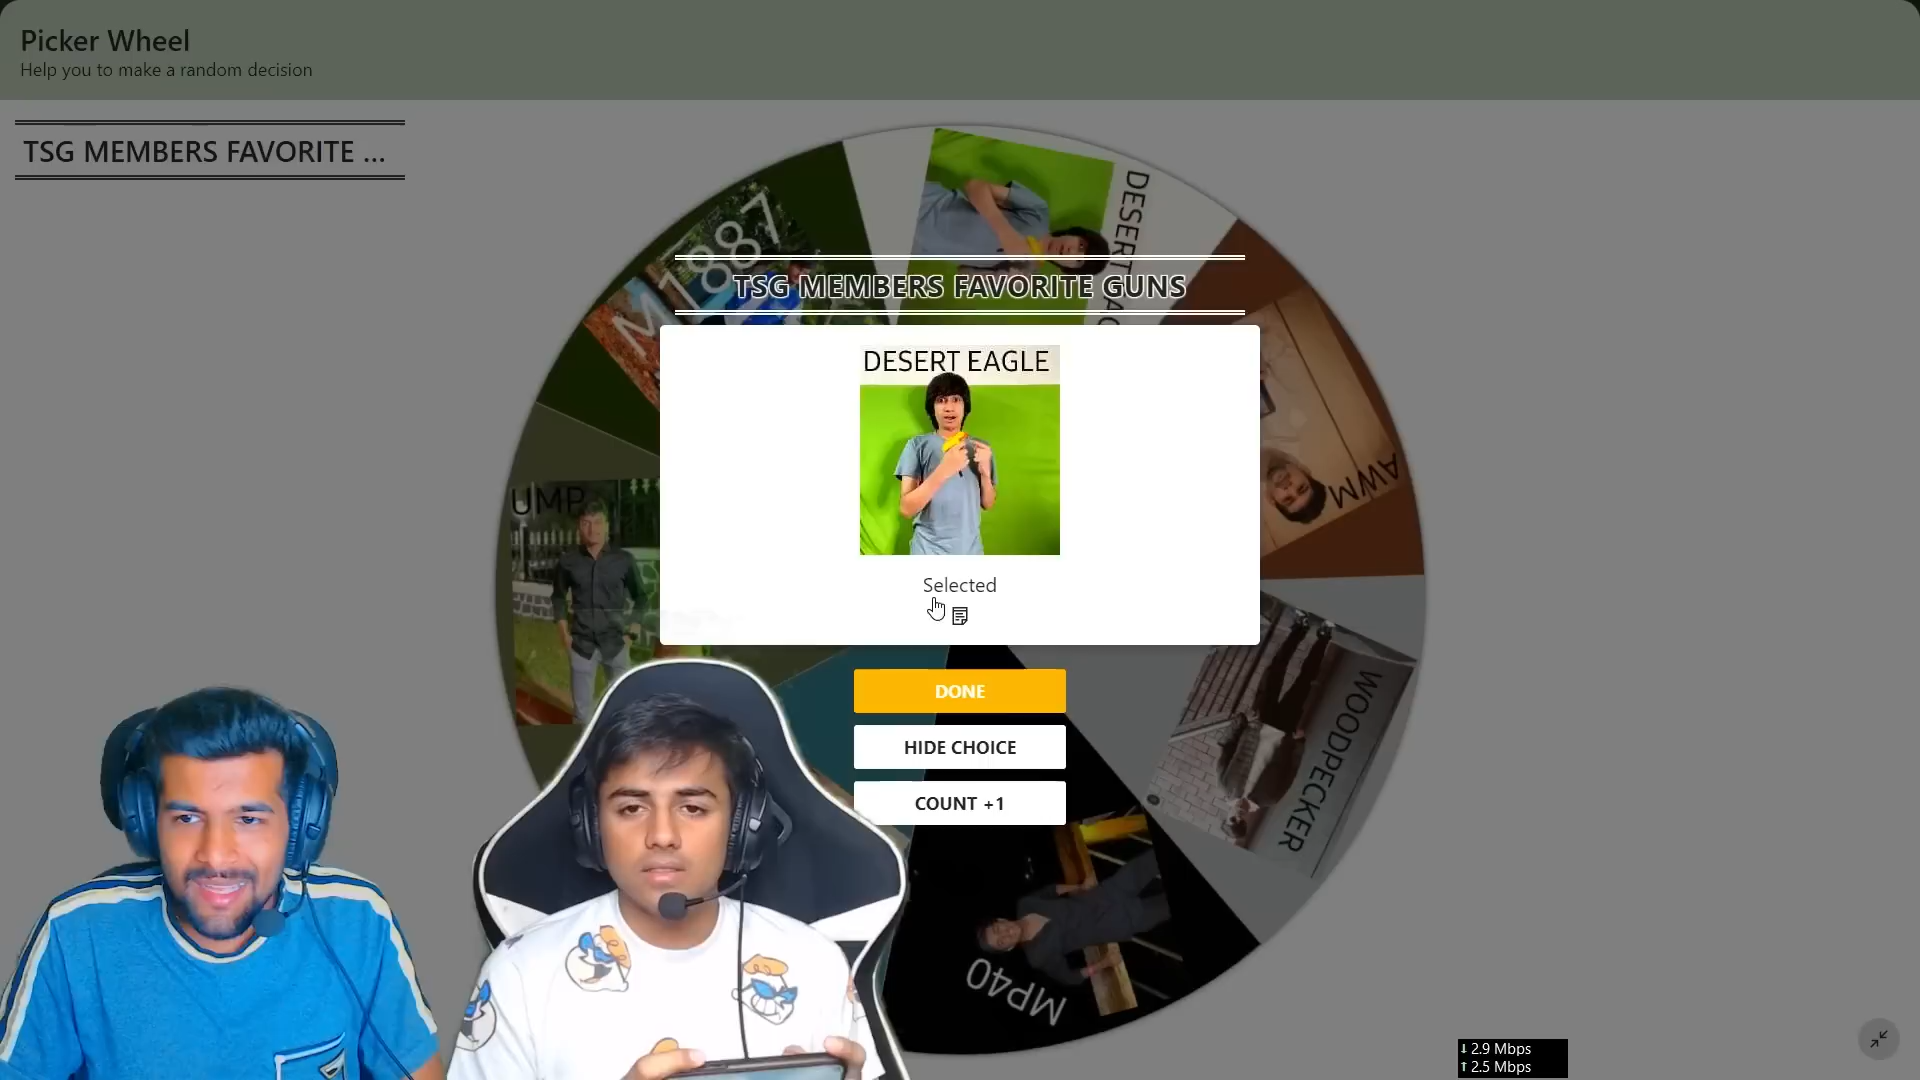 Picker Wheel
Help you to make a random decision
TSG MEMBERS FAVORITE ...
M1887
DESERT
TSG MEMBERS FAVORITE GUNS
DESERT EAGLE
AWM
UMP
Selected
WOODPECKER
DONE
HIDE CHOICE
COUNT +1
MP40
↓ 2.9 Mbps
↑ 2.5 Mbps